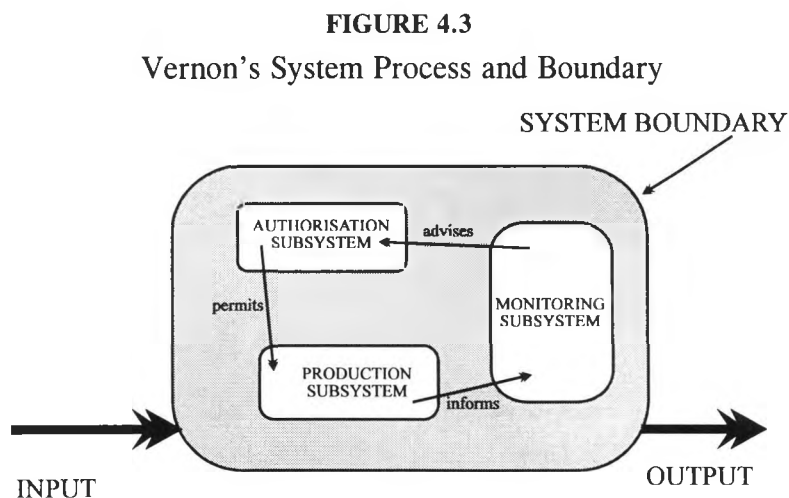 FIGURE 4.3
Vernon's System Process and Boundary
SYSTEM BOUNDARY
AUTHORISATION
SUBSYSTEM
advises
permits
MONITORING
SUBSYSTEM
PRODUCTION
SUBSYSTEM
informs
INPUT
OUTPUT